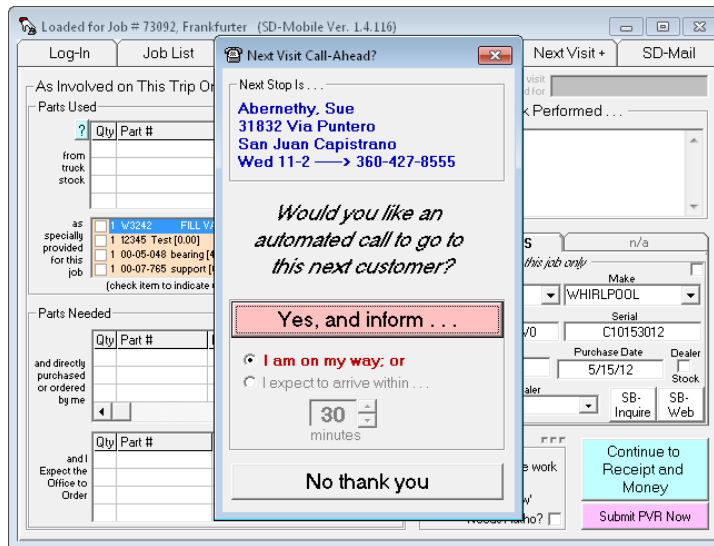 Loaded for Job # 73092, Frankfurter (SD-Mobile Ver. 1.4.116)
Log-In
Job List
Next Visit +
SD-Mail
As Involved on This Trip
Parts Used
?
Qty
Part #
from
truck
stock
as
specially
provided
for this
job
1 W3242 FILL
1 12345 Test [0.00]
1 00-05-048 bearing
1 00-07-765 support
(check item to indicate
Parts Needed
Qty
Part #
and directly
purchased
or ordered
by me
Qty
Part #
and I
Expect the
Office to
Order
Next Visit Call-Ahead?
Next Stop Is . . .
Abernethy, Sue
31832 Via Puntero
San Juan Capistrano
Wed 11-2 ----> 360-427-8555
Would you like an
automated call to go to
this next customer?
Yes, and inform . . .
I am on my way; or
I expect to arrive within . . .
30
minutes
No thank you
visit
Performed . . .
n/a
this job only
Make
WHIRLPOOL
Serial
C10153012
Purchase Date
5/15/12
Dealer
Stock
SB-
Inquire
SB-
Web
work
Continue to
Receipt and
Money
Submit PVR Now